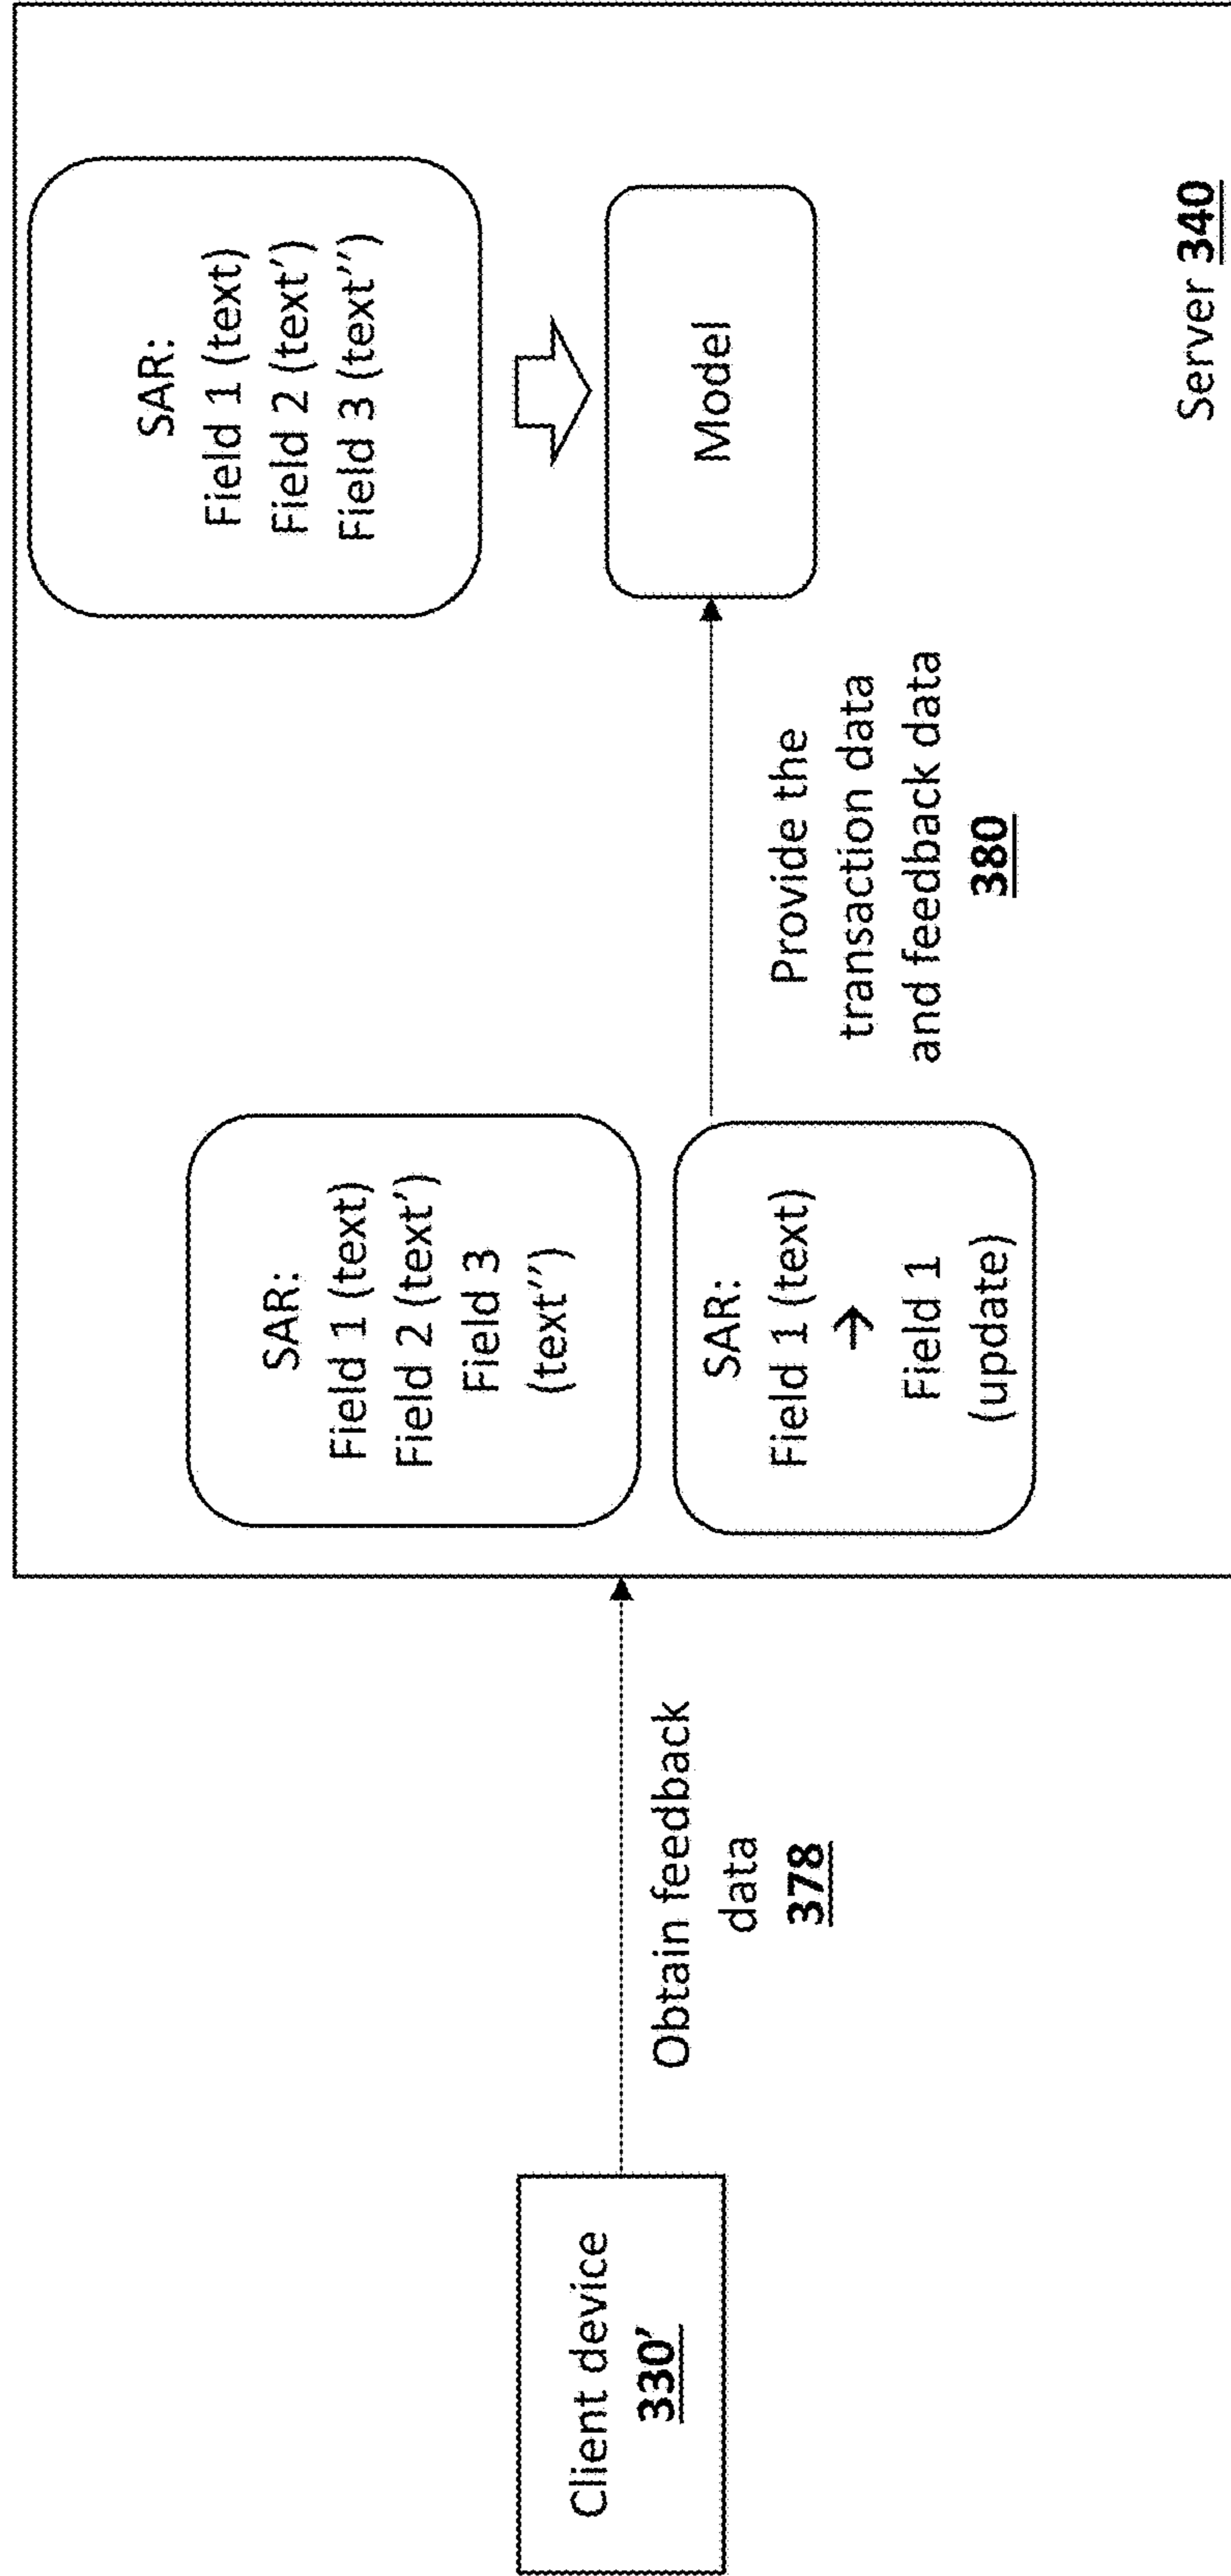 Client device
330′
Obtain feedback
data
378
SAR:
Field 1 (text)
Field 2 (text′)
Field 3
(text′′)
SAR:
Field 1 (text)
→
Field 1
(update)
Provide the
transaction data
and feedback data
380
SAR:
Field 1 (text)
Field 2 (text′)
Field 3 (text′′)
Model
Server 340